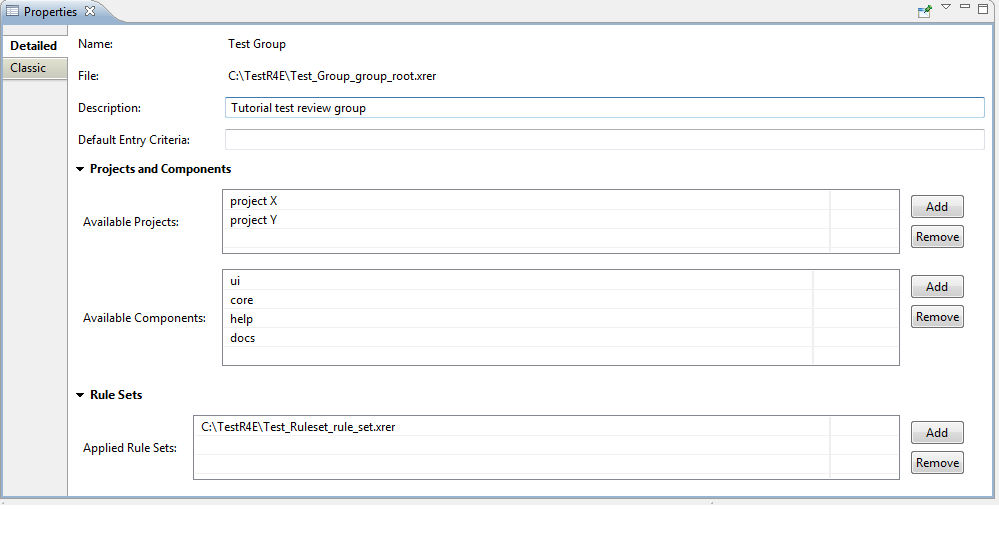 Properties
Detailed
Classic
Name: Test Group
File: C:\TestR4E\Test_Group_group_root.xrer
Description: Tutorial test review group
Default Entry Criteria:
Projects and Components
Available Projects:
project X
project Y
Add
Remove
Available Components:
ui
core
help
docs
Add
Remove
Rule Sets
Applied Rule Sets:
C:\TestR4E\Test_Ruleset_rule_set.xrer
Add
Remove